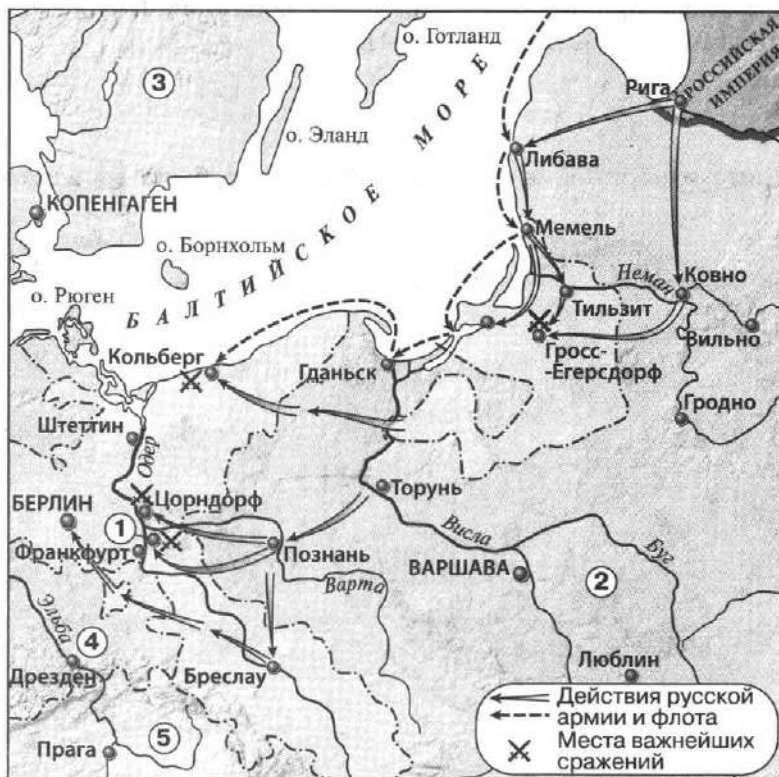 о. Готланд
РОССИЙСКАЯ
ИМПЕРИЯ
Рига
3
о. Эланд
БАЛТИЙСКОЕ МОРЕ
Либава
КОПЕНГАГЕН
о. Борнхольм
Мемель
о. Рюген
Неман
Ковно
Тильзит
Вильно
Кольберг
Гданьск
Гросс-
-Егерсдорф
Гродно
Штеттин
Одер
БЕРЛИН
Цорндорф
Торунь
1
Франкфурт
Познань
Висла
Буг
Варта
ВАРШАВА
2
Эльба
4
Дрезден
Бреслау
Люблин
5
Прага
Действия русской
армии и флота
Места важнейших
сражений